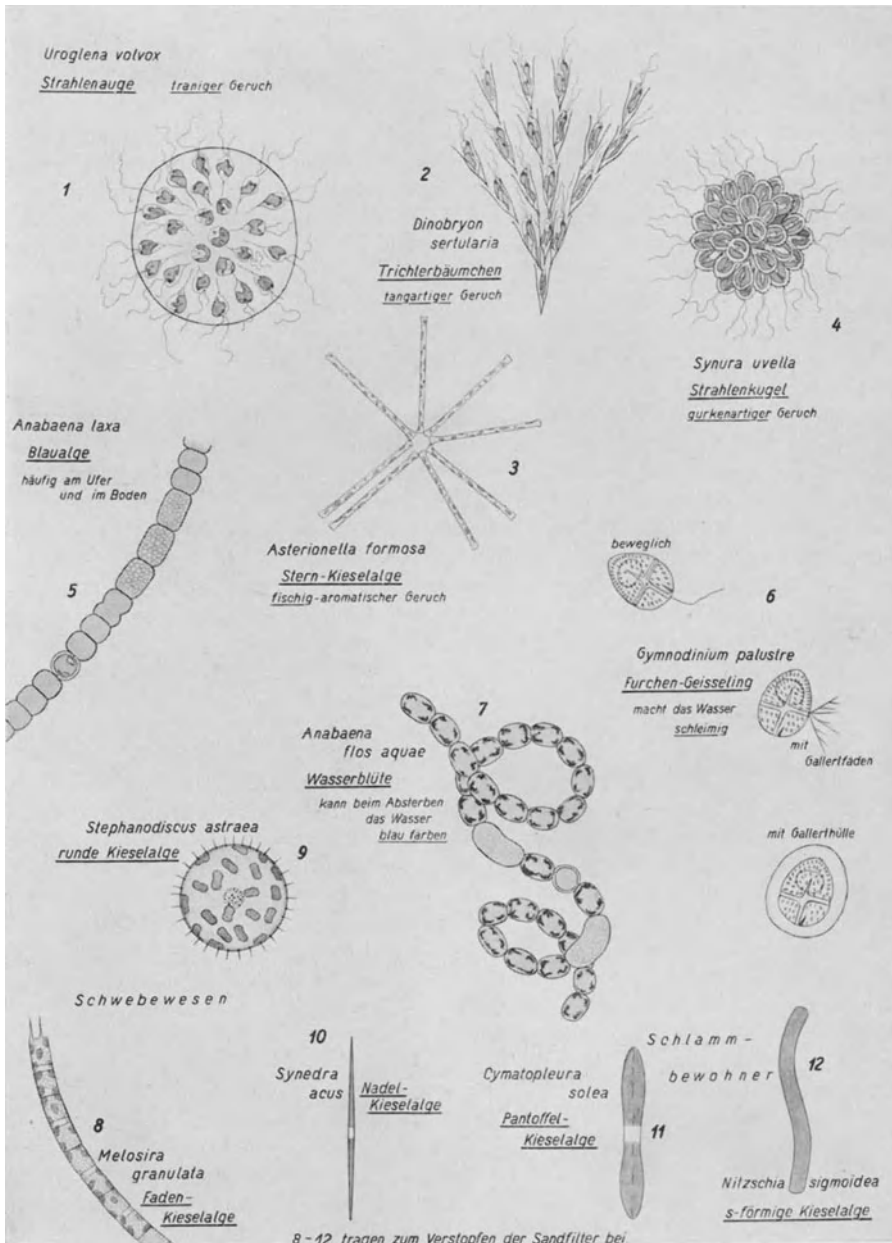 Uroglena volvox
Strahlenauge traniger Geruch
1
2
Dinobryon
sertularia
Trichterbäumchen
tangartiger Geruch
4
Synura uvella
Strahlenkugel
gurkenartiger Geruch
3
Asterionella formosa
Stern-Kieselalge
fischig-aromatischer Geruch
Anabaena laxa
Blaualge
häufig am Ufer
und im Boden
5
beweglich
6
Gymnodinium palustre
Furchen-Geisseling
macht das Wasser
schleimig
mit
Gallertfäden
mit Gallerthülle
7
Anabaena
flos aquae
Wasserblüte
kann beim Absterben
das Wasser
blau färben
Stephanodiscus astraea
runde Kieselalge
9
Schwebewesen
8
Melosira
granulata
Faden-
Kieselalge
10
Synedra
acus
Nadel-
Kieselalge
Cymatopleura
solea
Pantoffel-
Kieselalge
11
Schlamm-
bewohner
12
Nitzschia sigmoidea
s-förmige Kieselalge
8-12 tragen zum Verstopfen der Sandfilter bei